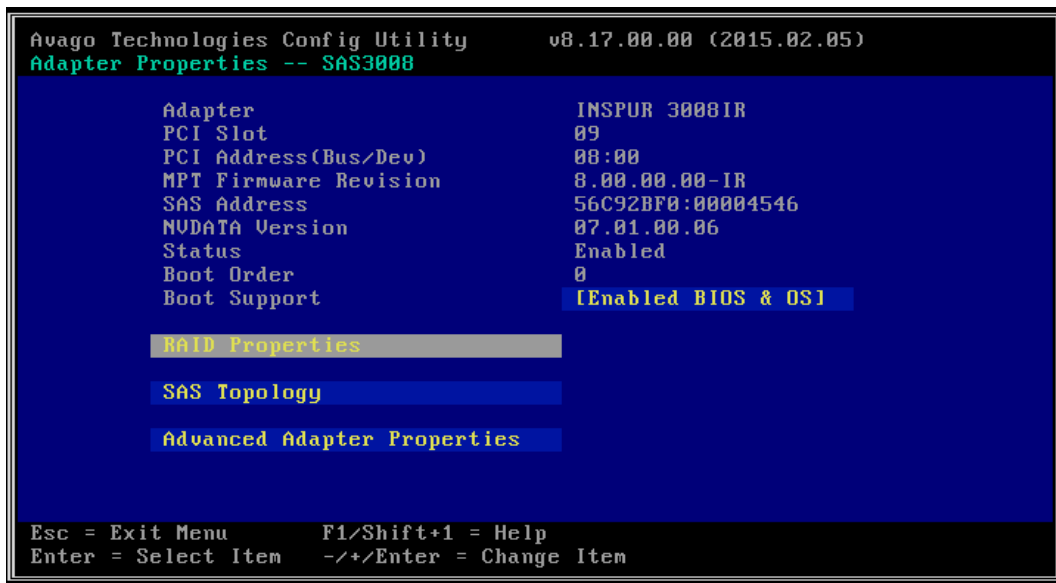 Avago Technologies Config Utility v8.17.00.00 (2015.02.05)
Adapter Properties -- SAS3008
Adapter INSPUR 3008IR
PCI Slot 09
PCI Address(Bus/Dev) 08:00
MPT Firmware Revision 8.00.00.00-IR
SAS Address 56C92BF0:00004546
NVDATA Version 07.01.00.06
Status Enabled
Boot Order 0
Boot Support [Enabled BIOS & OS]
RAID Properties
SAS Topology
Advanced Adapter Properties
Esc = Exit Menu F1/Shift+1 = Help
Enter = Select Item -/+/Enter = Change Item